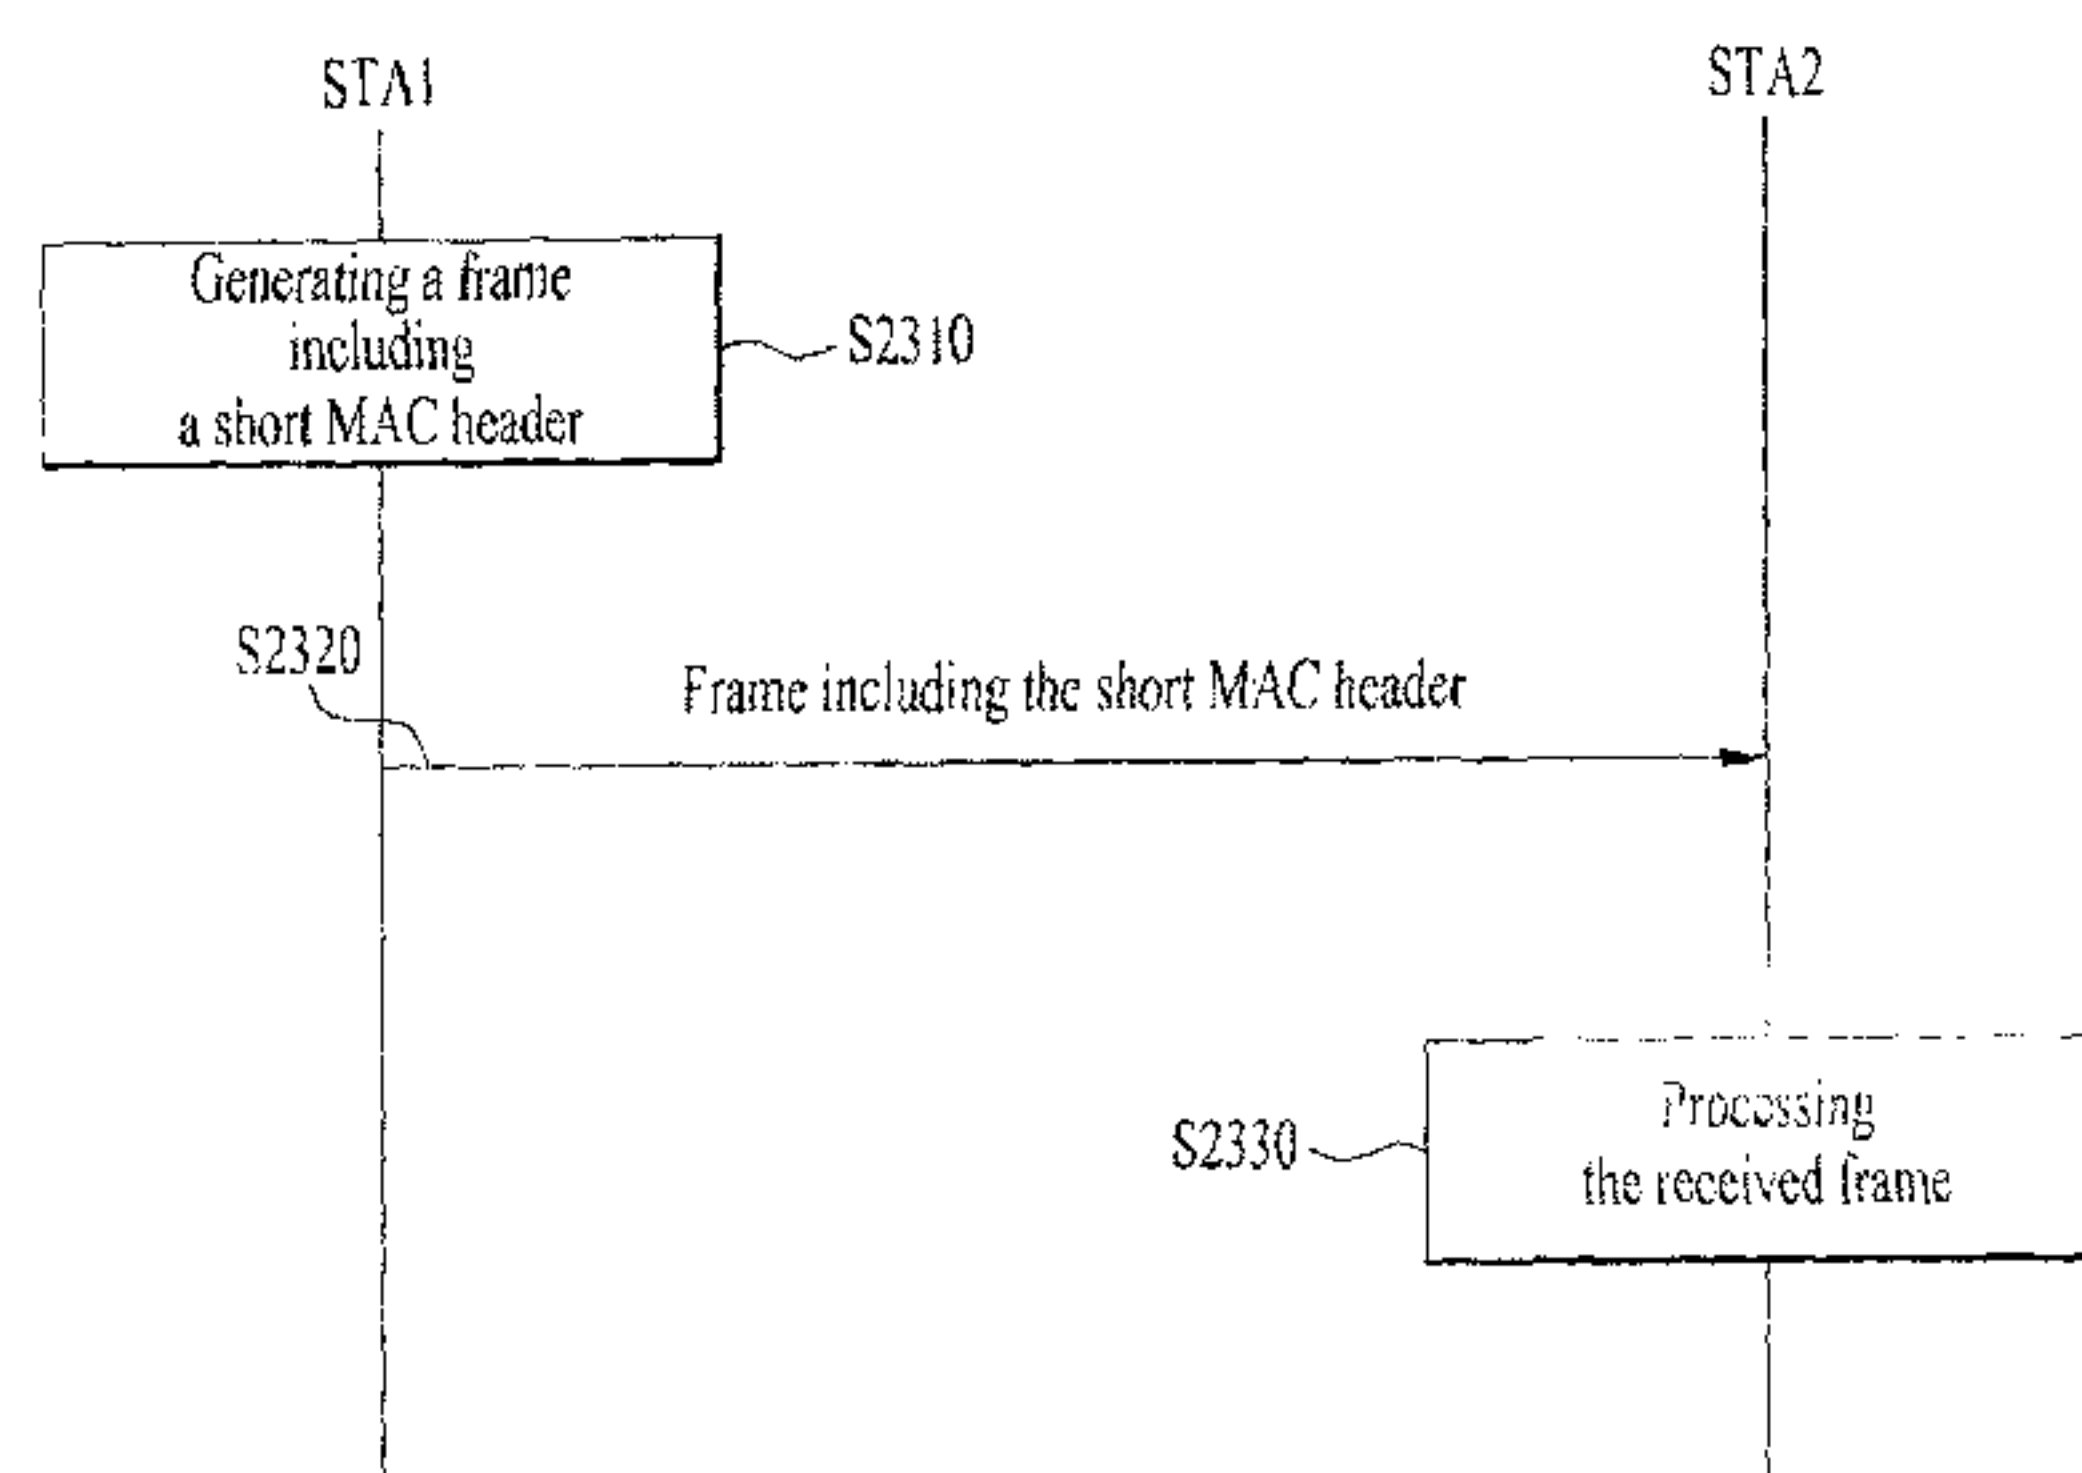 STA1
STA2
Generating a frame
including
a short MAC header
S2310
S2320
Frame including the short MAC header
S2330
Processing
the received frame